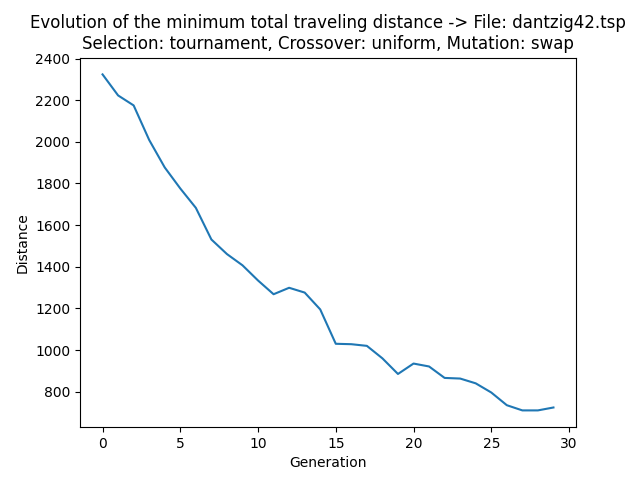 Evolution of the minimum total traveling distance -> File: dantzig42.tsp
Selection: tournament, Crossover: uniform, Mutation: swap
2400
2200
2000
1800
1600
1400
1200
1000
800
Distance
0 5 10 15 20 25 30
Generation